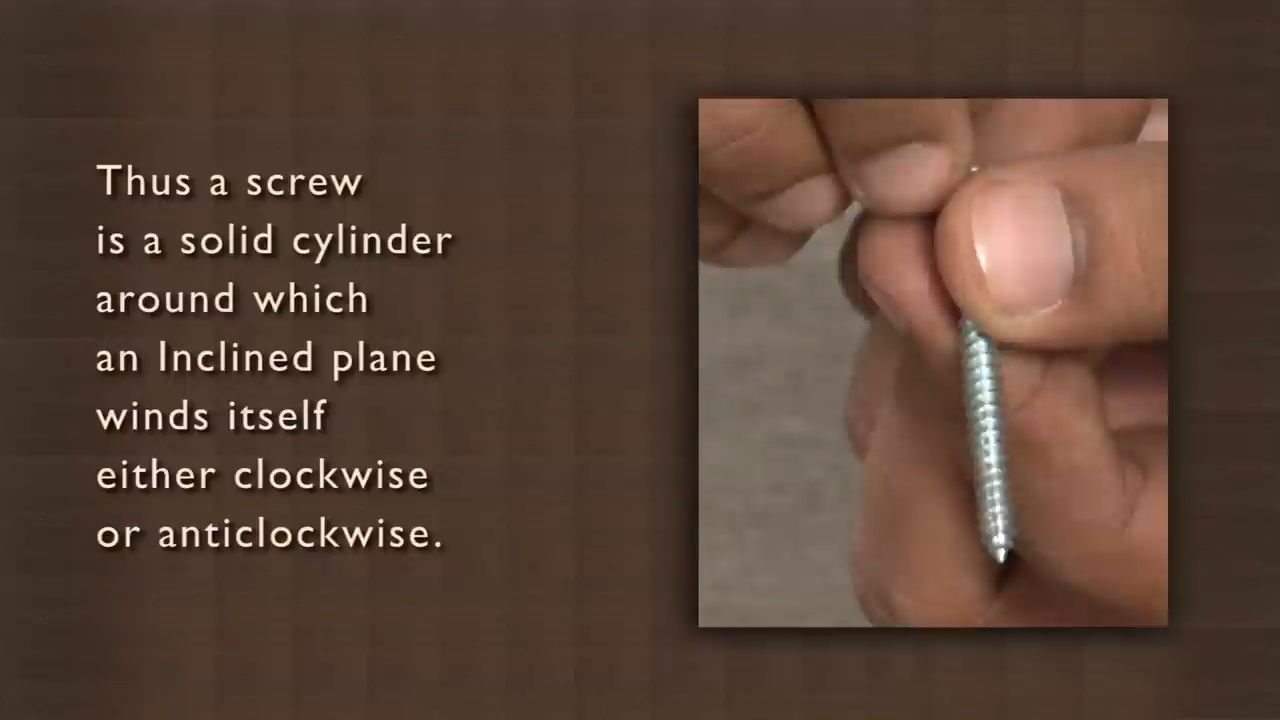 Thus a screw
is a solid cylinder
around which
an Inclined plane
winds itself
either clockwise
or anticlockwise.